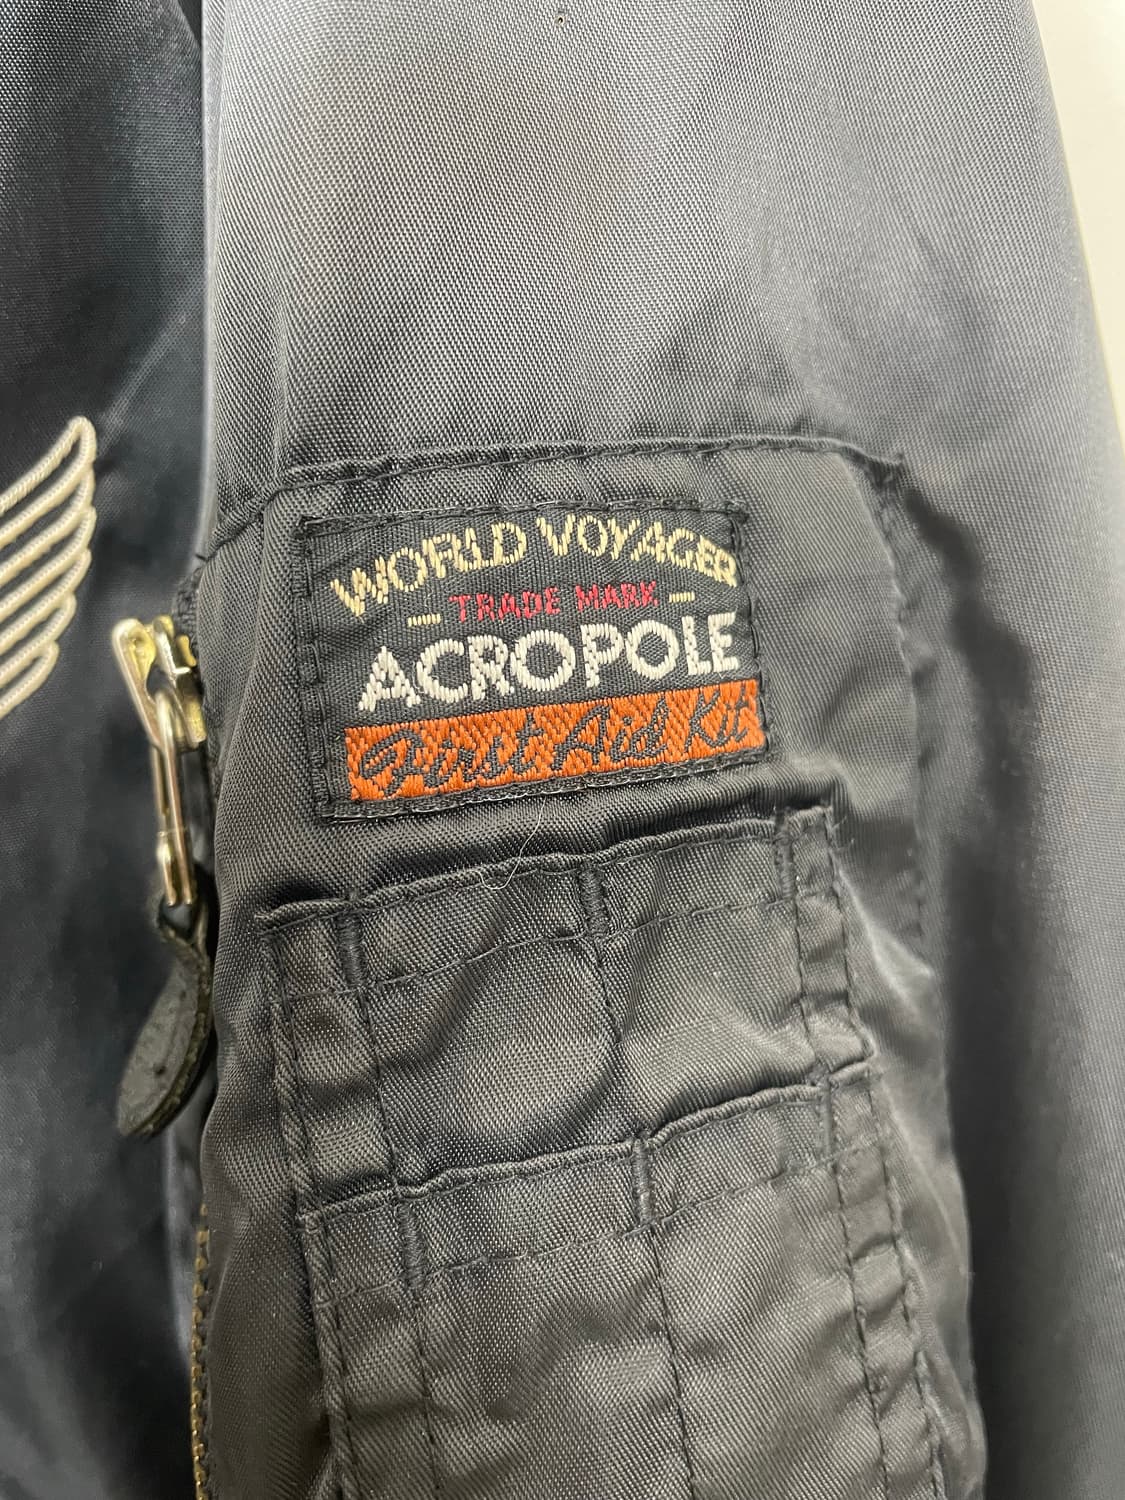 WORLD VOYAGER
- TRADE MARK -
ACROPOLE
First Aid Kit